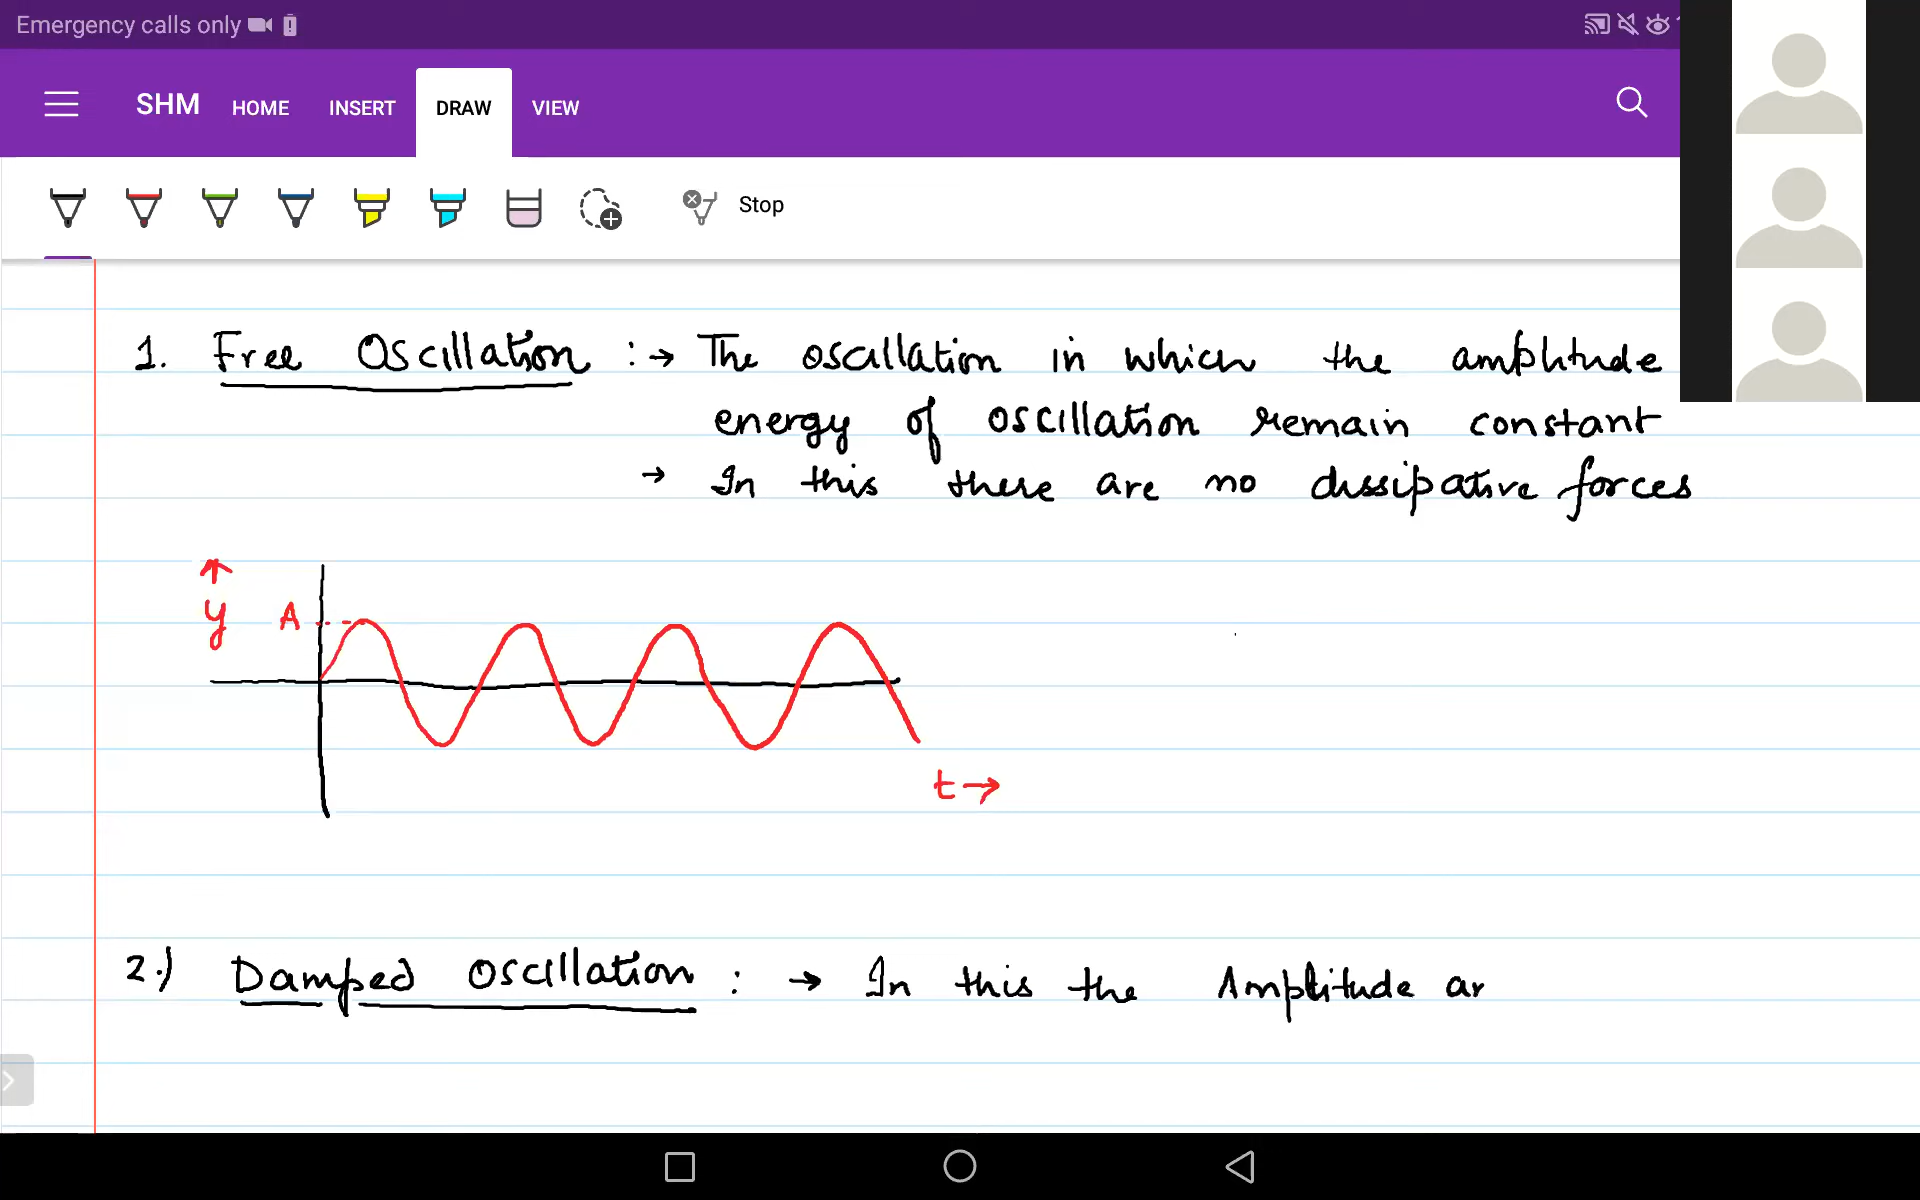 Emergency calls only
SHM HOME INSERT DRAW VIEW
Stop
1. Free Oscillation :→ The oscillation in which the amplitude
energy of oscillation remain constant
→ In this there are no dissipative forces
y A
t→
2.) Damped Oscillation : → In this the Amplitude ar